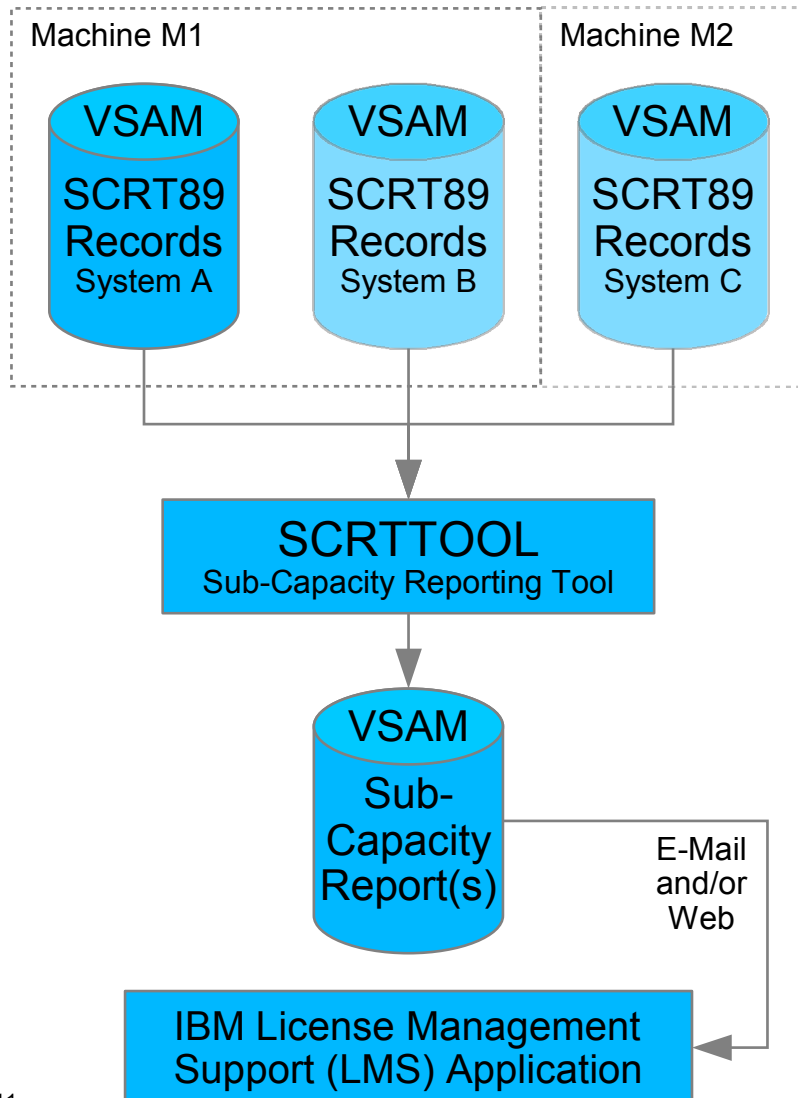 Machine M1
Machine M2
VSAM
SCRT89
Records
System A
VSAM
SCRT89
Records
System B
VSAM
SCRT89
Records
System C
SCRTTOOL
Sub-Capacity Reporting Tool
VSAM
Sub-
Capacity
Report(s)
E-Mail
and/or
Web
IBM License Management
Support (LMS) Application